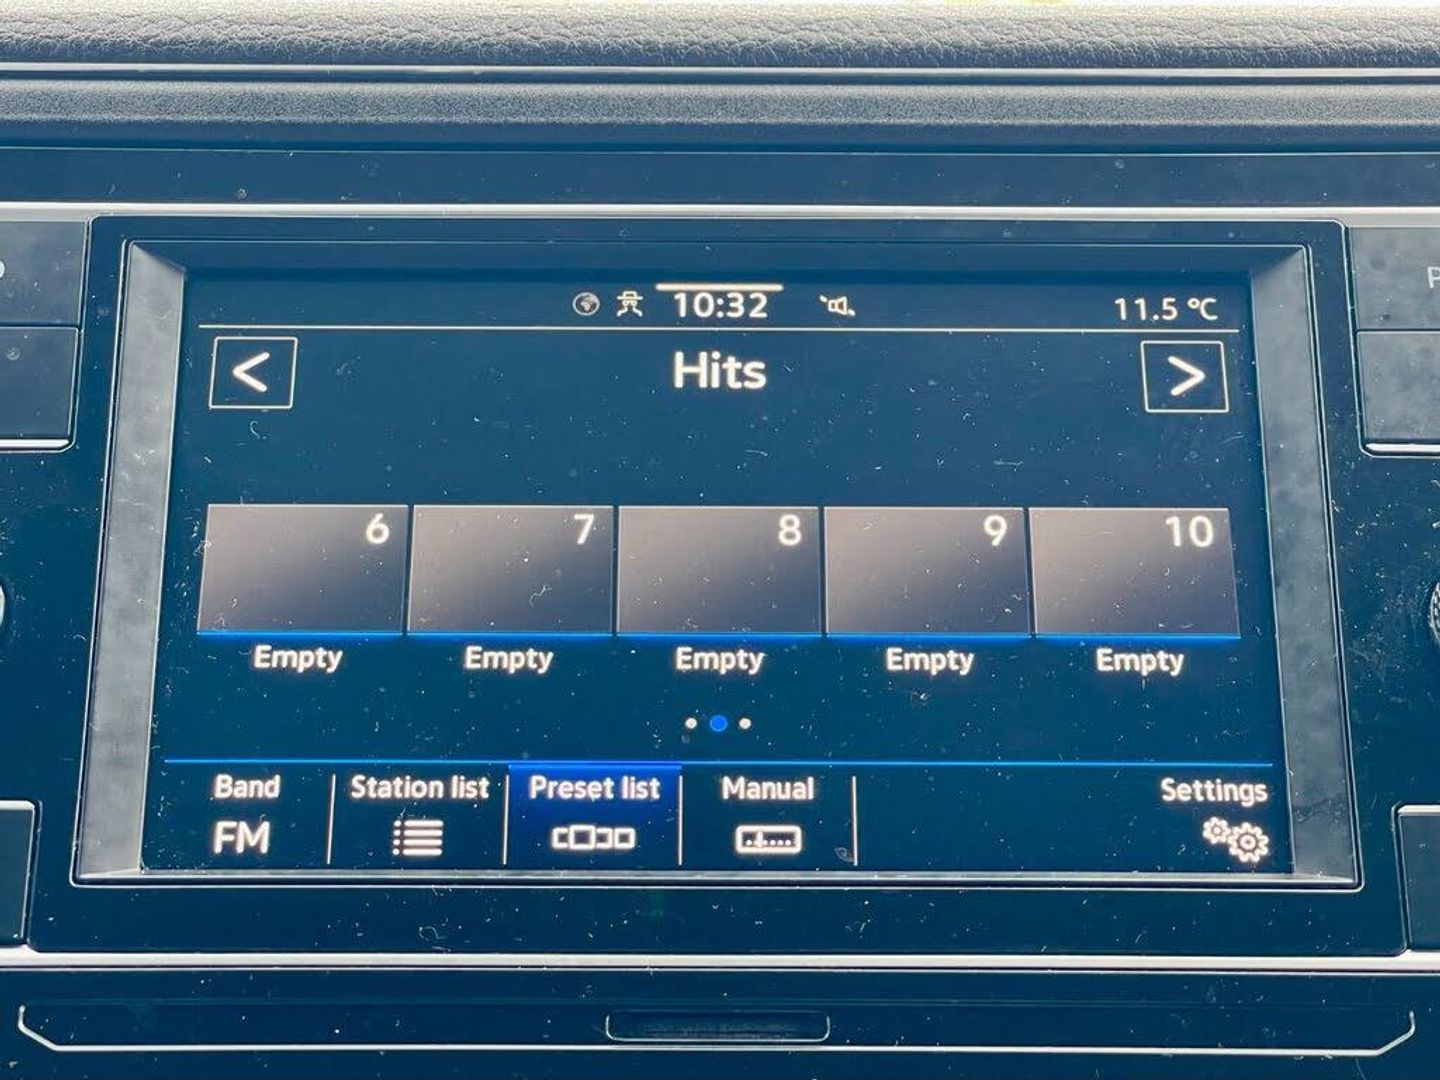 10:32
11.5 °C
<
Hits
>
6
7
8
9
10
Empty
Empty
Empty
Empty
Empty
Band
Station list
Preset list
Manual
Settings
FM